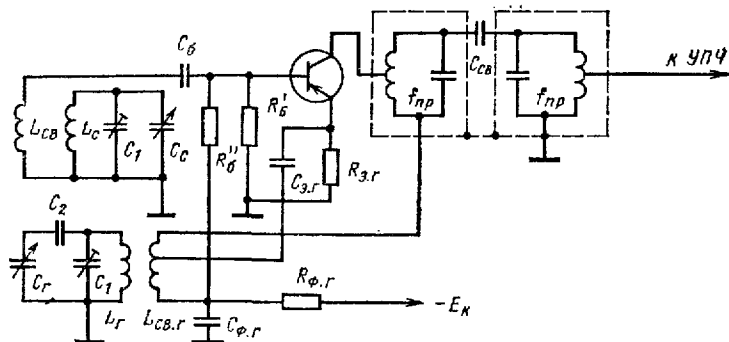 C_б
C_св
к УПЧ
f_пр
f_пр
L_св
L_с
C_1
C_с
R_б''
R_б'
C_э.г
R_э.г
C_2
C_г
C_1
L_г
L_св.г
C_ф.г
R_ф.г
-E_к